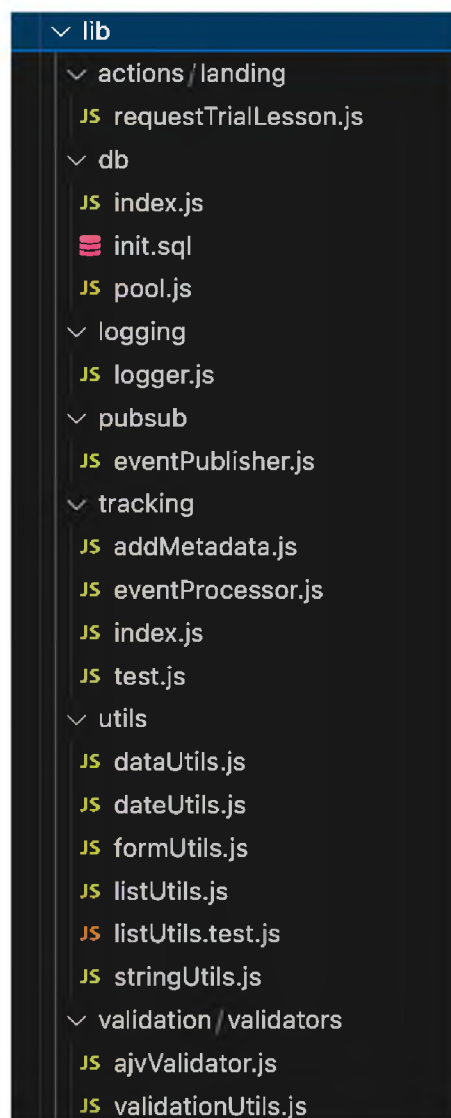 lib
actions/landing
JS requestTrialLesson.js
db
JS index.js
init.sql
JS pool.js
logging
JS logger.js
pubsub
JS eventPublisher.js
tracking
JS addMetadata.js
JS eventProcessor.js
JS index.js
JS test.js
utils
JS dataUtils.js
JS dateUtils.js
JS formUtils.js
JS listUtils.js
JS listUtils.test.js
JS stringUtils.js
validation/validators
JS ajvValidator.js
JS validationUtils.js